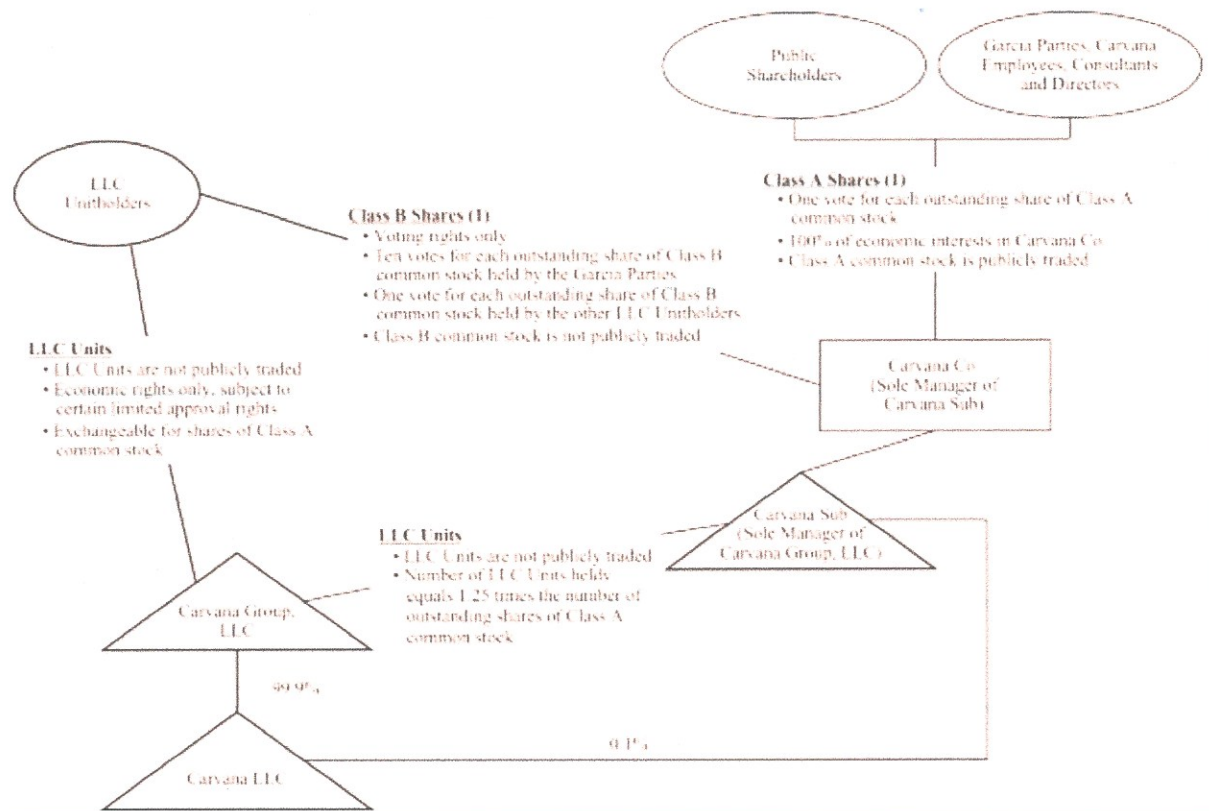 Public
Shareholders
Garcia Parties, Carvana
Employees, Consultants
and Directors
LLC
Unitholders
Class A Shares (1)
• One vote for each outstanding share of Class A
common stock
• 100% of economic interests in Carvana Co.
• Class A common stock is publicly traded
Class B Shares (1)
• Voting rights only
• Ten votes for each outstanding share of Class B
common stock held by the Garcia Parties
• One vote for each outstanding share of Class B
common stock held by the other LLC Unitholders
• Class B common stock is not publicly traded
LLC Units
• LLC Units are not publicly traded
• Economic rights only, subject to
certain limited approval rights
• Exchangeable for shares of Class A
common stock
Carvana Co
(Sole Manager of
Carvana Sub)
Carvana Sub
(Sole Manager of
Carvana Group, LLC)
LLC Units
• LLC Units are not publicly traded
• Number of LLC Units holds
equals 1.25 times the number of
outstanding shares of Class A
common stock
Carvana Group,
LLC
99.9%
0.1%
Carvana LLC